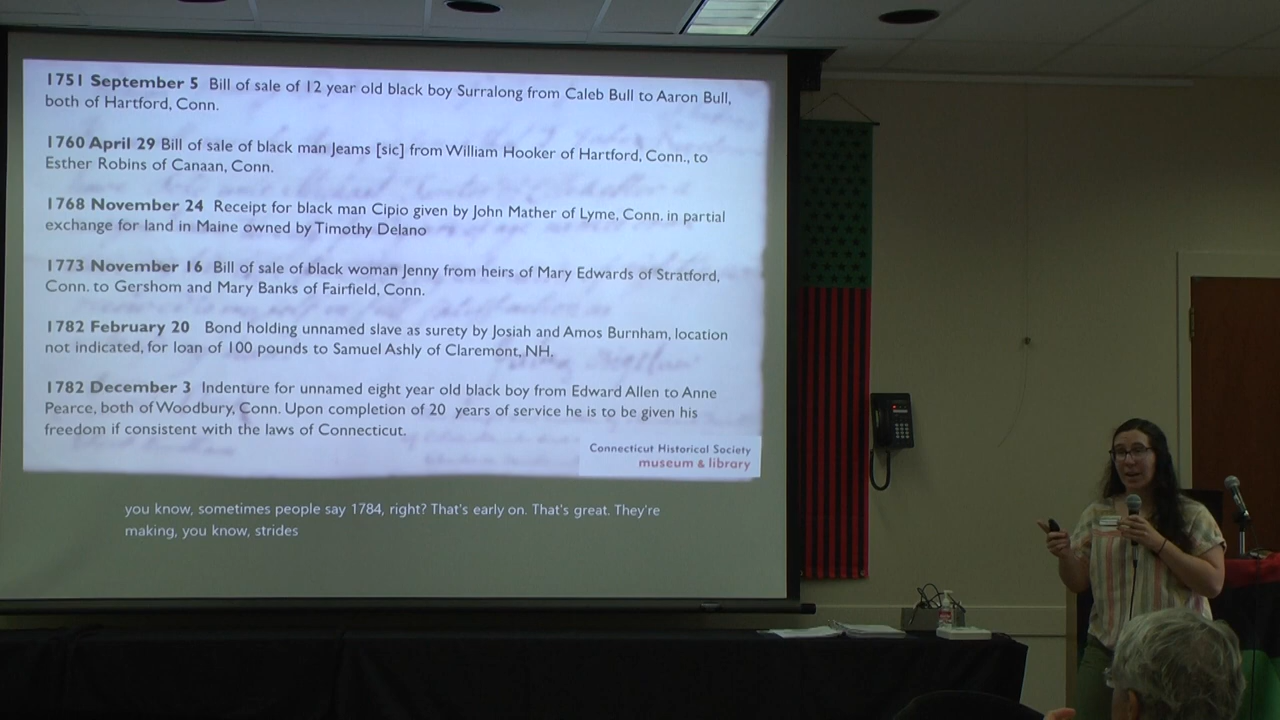 1751 September 5 Bill of sale of 12 year old black boy Surralong from Caleb Bull to Aaron Bull,
both of Hartford, Conn.
1760 April 29 Bill of sale of black man Jeams [sic] from William Hooker of Hartford, Conn., to
Esther Robins of Canaan, Conn.
1768 November 24 Receipt for black man Cipio given by John Mather of Lyme, Conn. in partial
exchange for land in Maine owned by Timothy Delano
1773 November 16 Bill of sale of black woman Jenny from heirs of Mary Edwards of Stratford,
Conn. to Gershom and Mary Banks of Fairfield, Conn.
1782 February 20 Bond holding unnamed slave as surety by Josiah and Amos Burnham, location
not indicated, for loan of 100 pounds to Samuel Ashly of Claremont, NH.
1782 December 3 Indenture for unnamed eight year old black boy from Edward Allen to Anne
Pearce, both of Woodbury, Conn. Upon completion of 20 years of service he is to be given his
freedom if consistent with the laws of Connecticut.
Connecticut Historical Society
museum & library
you know, sometimes people say 1784, right? That's early on. That's great. They're
making, you know, strides